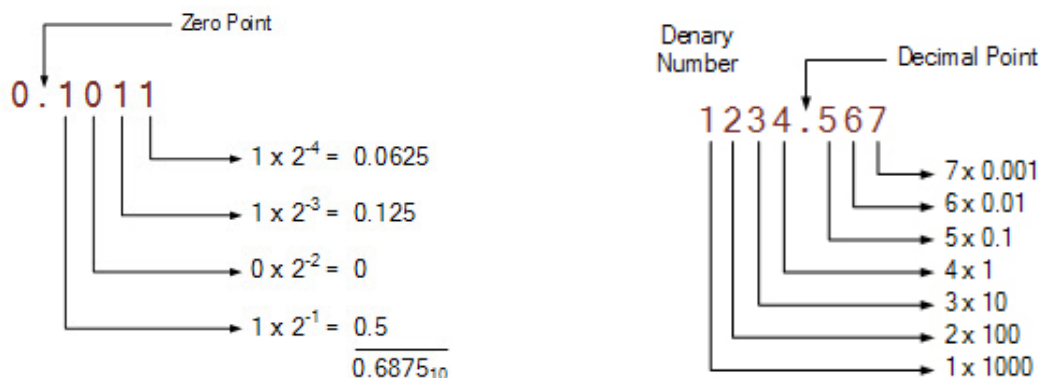 Zero Point
0.1011
1 x 2⁻⁴ = 0.0625
1 x 2⁻³ = 0.125
0 x 2⁻² = 0
1 x 2⁻¹ = 0.5
0.6875₁₀
Denary
Number
Decimal Point
1234.567
7 x 0.001
6 x 0.01
5 x 0.1
4 x 1
3 x 10
2 x 100
1 x 1000